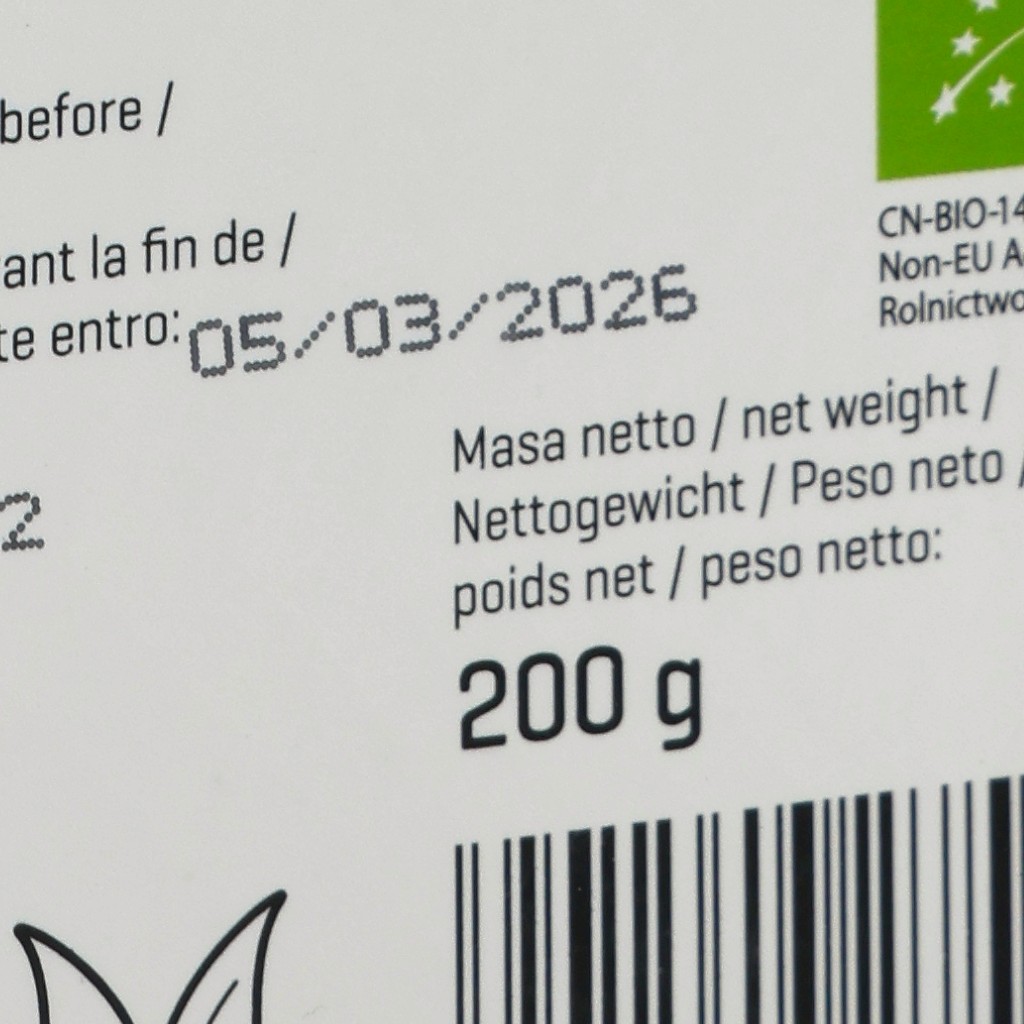 before /
ant la fin de /
te entro: 05/03/2026
2
CN-BIO-14
Non-EU A
Rolnictwo
Masa netto / net weight /
Nettogewicht / Peso neto /
poids net / peso netto:
200 g